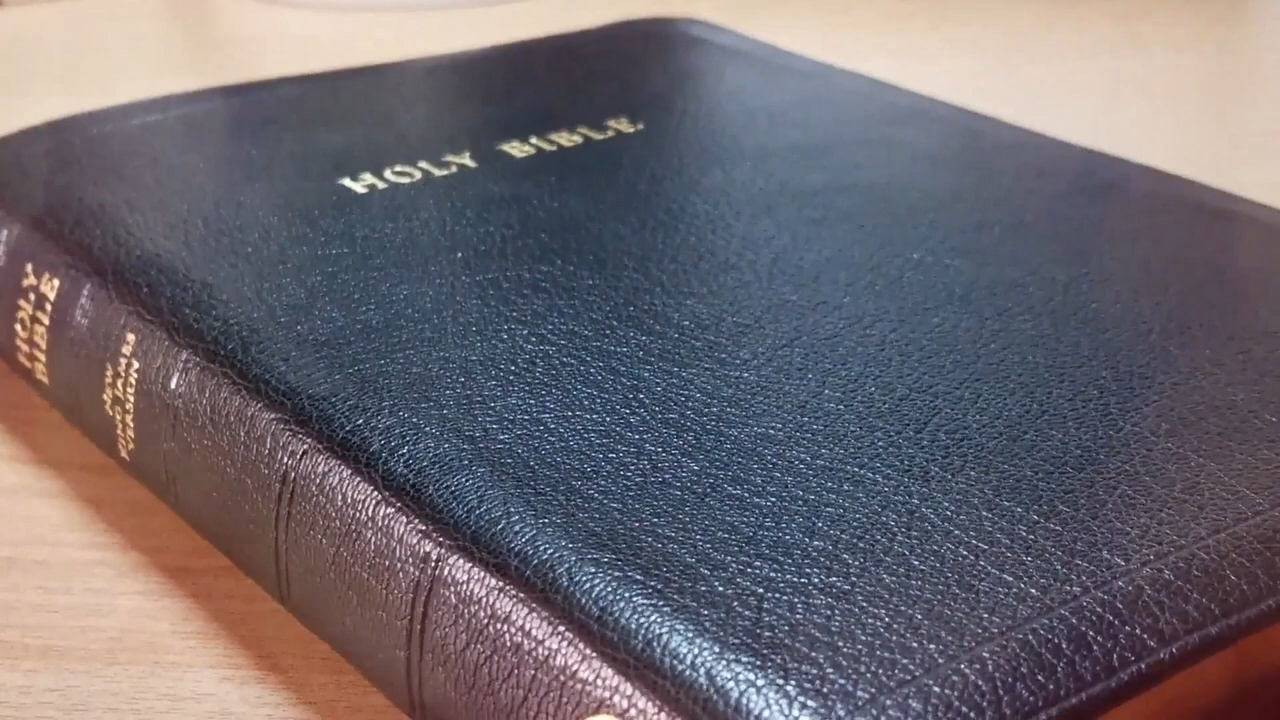 HOLY BIBLE
HOLY
BIBLE
NEW
KING JAMES
VERSION